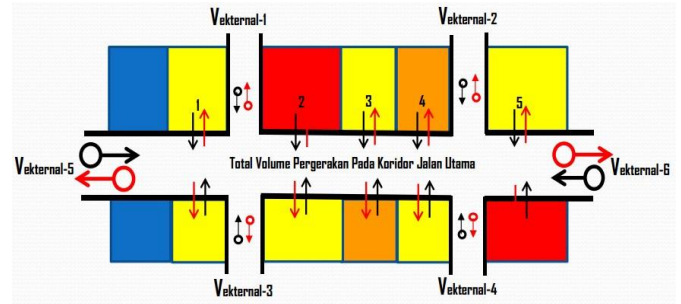 Vekternal-1
Vekternal-2
1
2
3
4
5
Vekternal-5
Total Volume Pergerakan Pada Koridor Jalan Utama
Vekternal-6
Vekternal-3
Vekternal-4